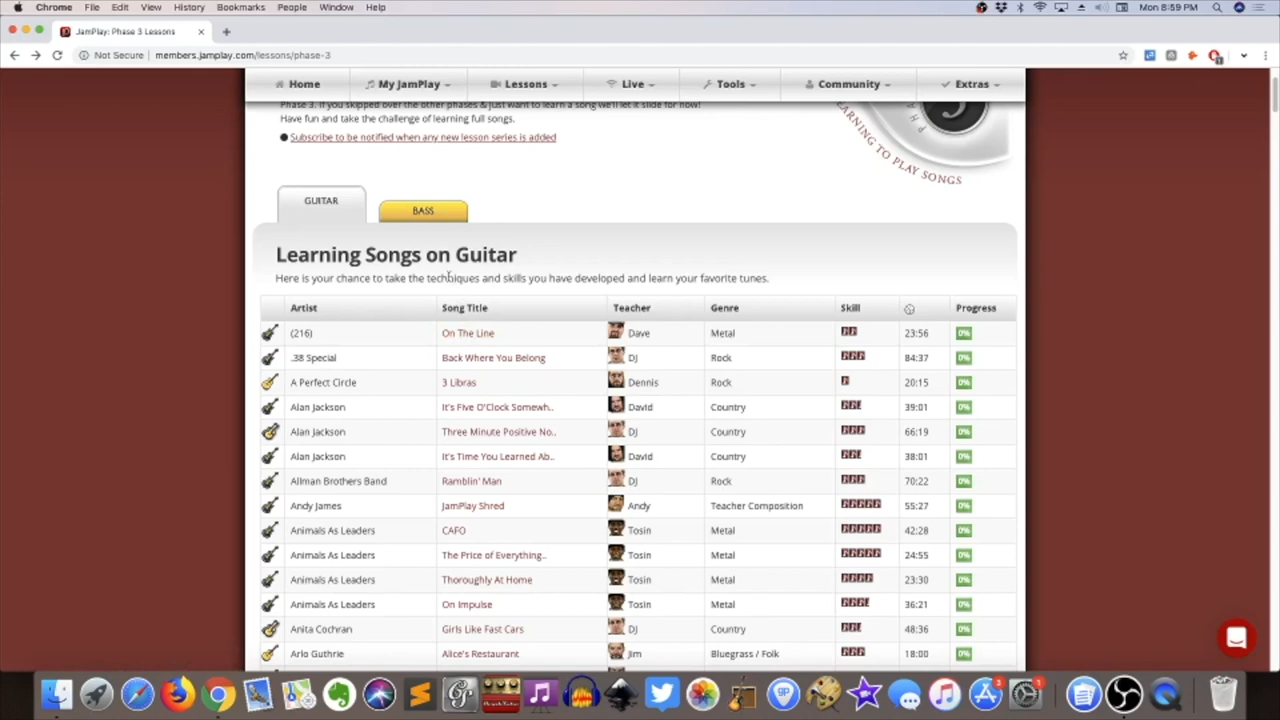 Chrome File Edit View History Bookmarks People Window Help Mon 8:59 PM
JamPlay: Phase 3 Lessons
Not Secure members.jamplay.com/lessons/phase-3
Home My JamPlay Lessons Live Tools Community Extras
Phase 3. If you skipped over the other phases & just want to learn a song we'll let it slide for now!
Have fun and take the challenge of learning full songs.
Subscribe to be notified when any new lesson series is added
LEARNING TO PLAY SONGS
GUITAR BASS
Learning Songs on Guitar
Here is your chance to take the techniques and skills you have developed and learn your favorite tunes.
Artist Song Title Teacher Genre Skill Progress
(216) On The Line Dave Metal 23:56 0%
.38 Special Back Where You Belong DJ Rock 84:37 0%
A Perfect Circle 3 Libras Dennis Rock 20:15 0%
Alan Jackson It's Five O'Clock Somewh.. David Country 39:01 0%
Alan Jackson Three Minute Positive No.. DJ Country 66:19 0%
Alan Jackson It's Time You Learned Ab.. David Country 38:01 0%
Allman Brothers Band Ramblin' Man DJ Rock 70:22 0%
Andy James JamPlay Shred Andy Teacher Composition 55:27 0%
Animals As Leaders CAFO Tosin Metal 42:28 0%
Animals As Leaders The Price of Everything.. Tosin Metal 24:55 0%
Animals As Leaders Thoroughly At Home Tosin Metal 23:30 0%
Animals As Leaders On Impulse Tosin Metal 36:21 0%
Anita Cochran Girls Like Fast Cars DJ Country 48:36 0%
Arlo Guthrie Alice's Restaurant Jim Bluegrass / Folk 18:00 0%